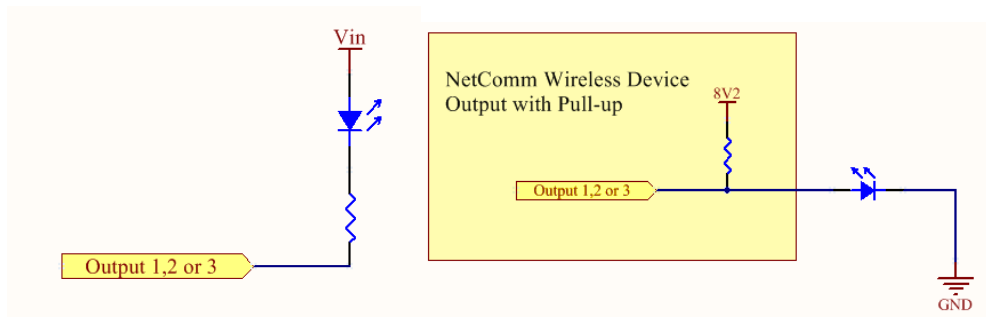 Vin
Output 1,2 or 3
NetComm Wireless Device
Output with Pull-up
8V2
Output 1,2 or 3
GND